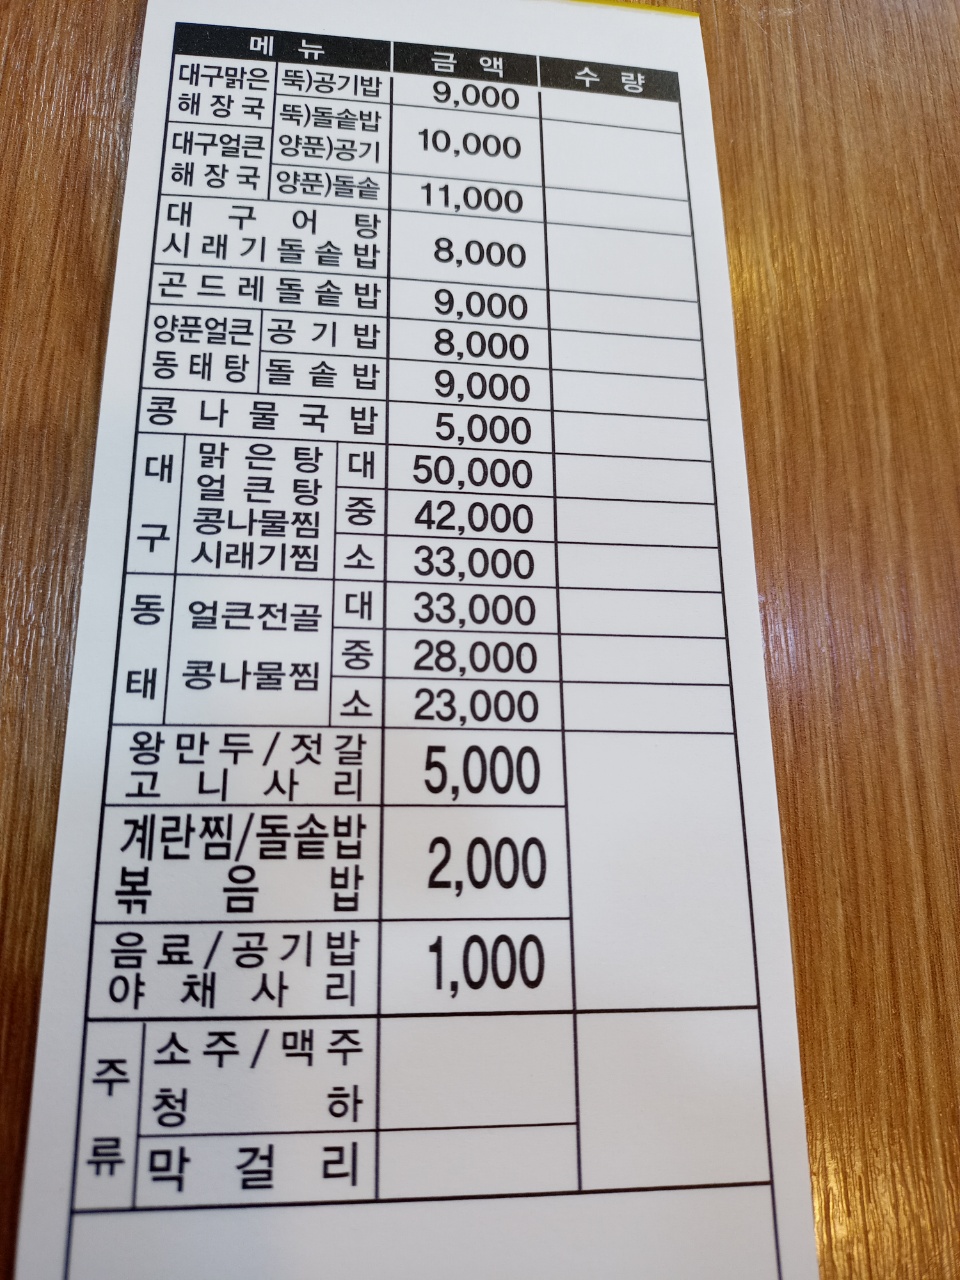 메뉴 금액 수량
대구맑은 뚝)공기밥 9,000
해장국 뚝)돌솥밥
대구얼큰 양푼)공기 10,000
해장국 양푼)돌솥 11,000
대구어탕
시래기돌솥밥 8,000
곤드레돌솥밥 9,000
양푼얼큰 공기밥 8,000
동태탕 돌솥밥 9,000
콩나물국밥 5,000
대구 맑은탕 대 50,000
얼큰탕
콩나물찜 중 42,000
시래기찜 소 33,000
동태 얼큰전골 대 33,000
중 28,000
콩나물찜 소 23,000
왕만두/젓갈
고니사리 5,000
계란찜/돌솥밥
볶음밥 2,000
음료/공기밥
야채사리 1,000
주류 소주/맥주
청하
막걸리